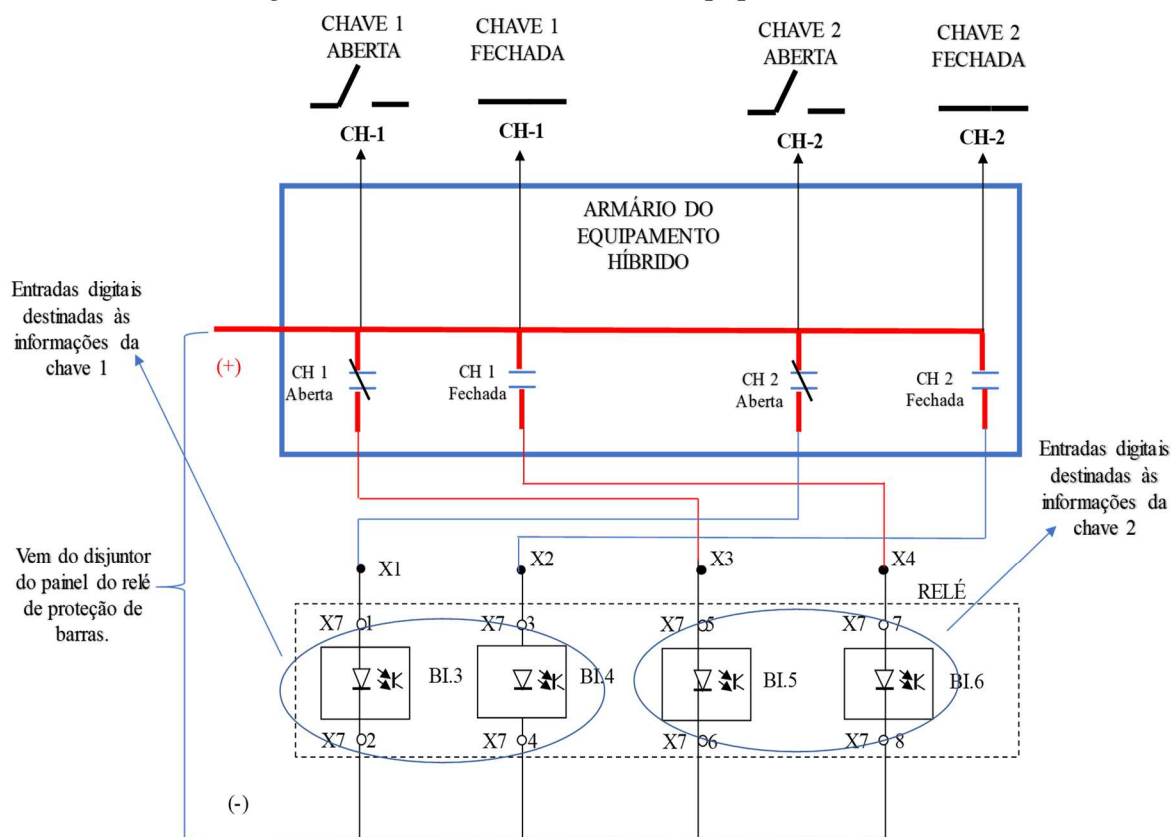 CHAVE 1
ABERTA
CHAVE 1
FECHADA
CHAVE 2
ABERTA
CHAVE 2
FECHADA
CH-1
CH-1
CH-2
CH-2
ARMÁRIO DO
EQUIPAMENTO
HÍBRIDO
Entradas digitais
destinadas às
informações da
chave 1
(+)
CH 1
Aberta
CH 1
Fechada
CH 2
Aberta
CH 2
Fechada
Entradas digitais
destinadas às
informações da
chave 2
Vem do disjuntor
do painel do relé
de proteção de
barras.
X1
X2
X3
X4
RELÉ
X7 1
X7 3
X7 5
X7 7
BI.3
BI.4
BI.5
BI.6
X7 2
X7 4
X7 6
X7 8
(-)